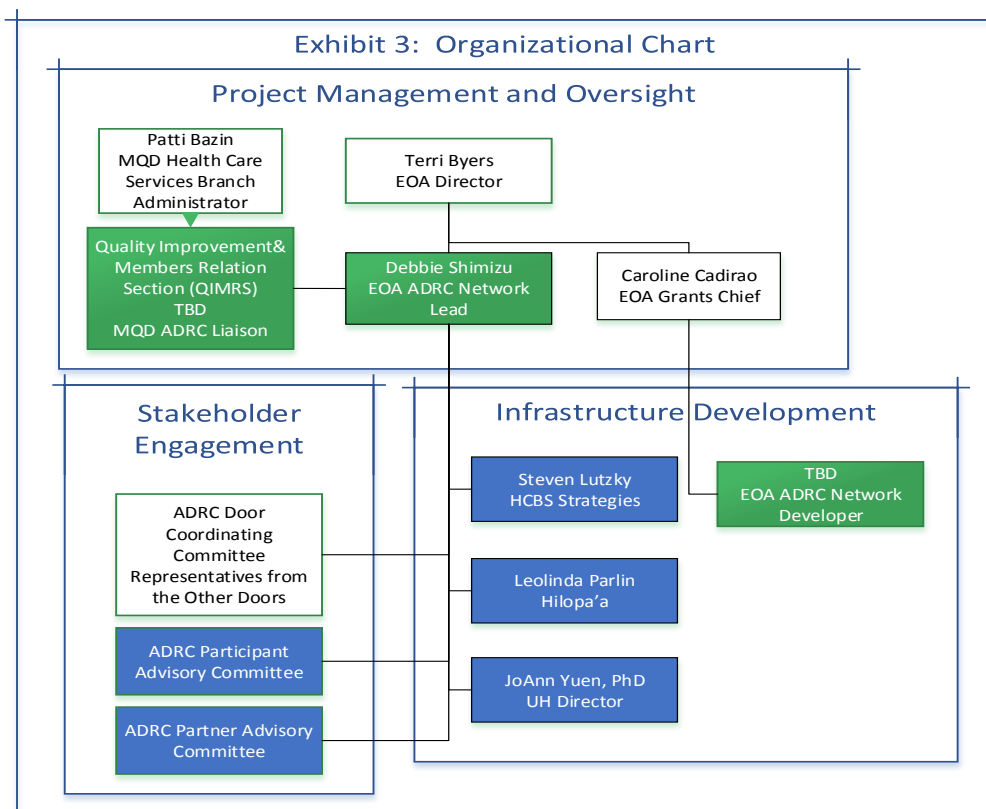 Exhibit 3: Organizational Chart
Project Management and Oversight
Patti Bazin
MQD Health Care
Services Branch
Administrator
Terri Byers
EOA Director
Quality Improvement&
Members Relation
Section (QIMRS)
TBD
MQD ADRC Liaison
Debbie Shimizu
EOA ADRC Network
Lead
Caroline Cadirao
EOA Grants Chief
Stakeholder
Engagement
ADRC Door
Coordinating
Committee
Representatives from
the Other Doors
ADRC Participant
Advisory Committee
ADRC Partner Advisory
Committee
Infrastructure Development
Steven Lutzky
HCBS Strategies
TBD
EOA ADRC Network
Developer
Leolinda Parlin
Hilopa’a
JoAnn Yuen, PhD
UH Director